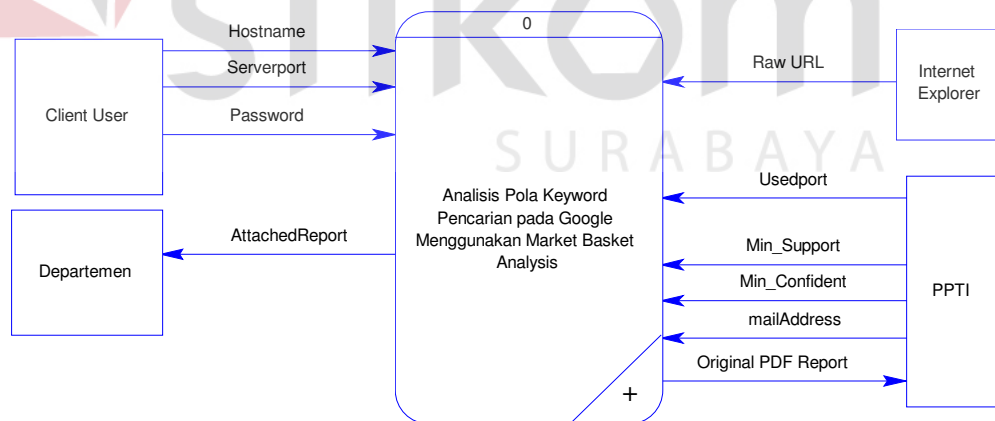 Hostname
Serverport
Password
Client User
0
Raw URL
Internet
Explorer
SURABAYA
Analisis Pola Keyword
Pencarian pada Google
Menggunakan Market Basket
Analysis
AttachedReport
Departemen
Usedport
Min_Support
Min_Confident
mailAddress
Original PDF Report
PPTI
+